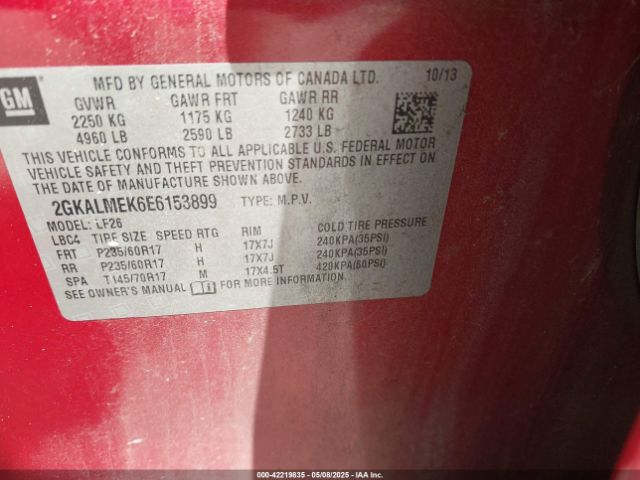 GM
MFD BY GENERAL MOTORS OF CANADA LTD. 10/13
GVWR GAWR FRT GAWR RR
2250 KG 1175 KG 1240 KG
4960 LB 2590 LB 2733 LB
THIS VEHICLE CONFORMS TO ALL APPLICABLE U.S. FEDERAL MOTOR
VEHICLE SAFETY AND THEFT PREVENTION STANDARDS IN EFFECT ON
THE DATE OF MANUFACTURE SHOWN ABOVE.
2GKALMEK6E6153899 TYPE: M.P.V.
MODEL: LF26
LBC4 TIRE SIZE SPEED RTG RIM COLD TIRE PRESSURE
FRT P235/60R17 H 17X7J 240KPA(35PSI)
RR P235/60R17 H 17X7J 240KPA(35PSI)
SPA T145/70R17 M 17X4.5T 420KPA(60PSI)
SEE OWNER'S MANUAL FOR MORE INFORMATION
000-42219835 - 05/08/2025 - IAA Inc.